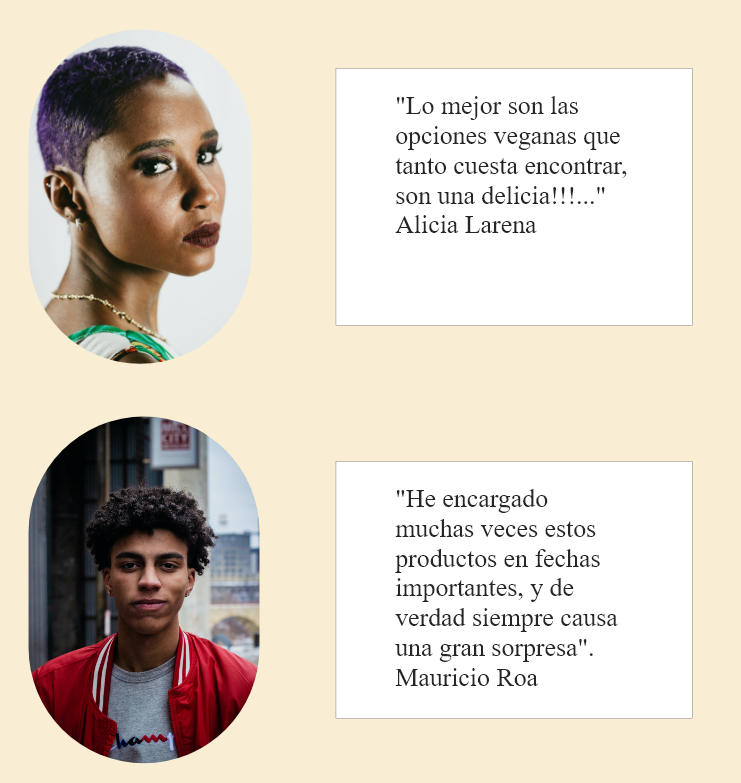 "Lo mejor son las
opciones veganas que
tanto cuesta encontrar,
son una delicia!!!..."
Alicia Larena
CITY
"He encargado
muchas veces estos
productos en fechas
importantes, y de
verdad siempre causa
una gran sorpresa".
Mauricio Roa